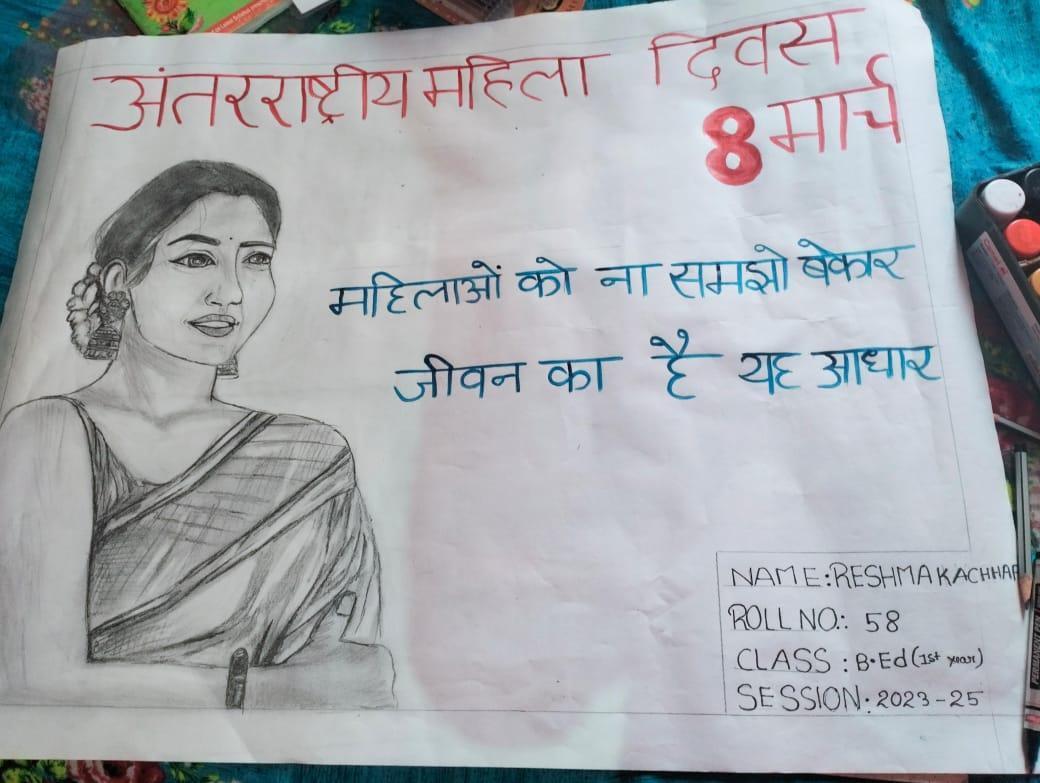 अंतरराष्ट्रीय महिला दिवस
8 मार्च
महिलाओं को ना समझो बेकार
जीवन का है यह आधार
NAME:RESHMA KACHHAP
ROLL NO.: 58
CLASS : B.Ed (1st year)
SESSION: 2023-25